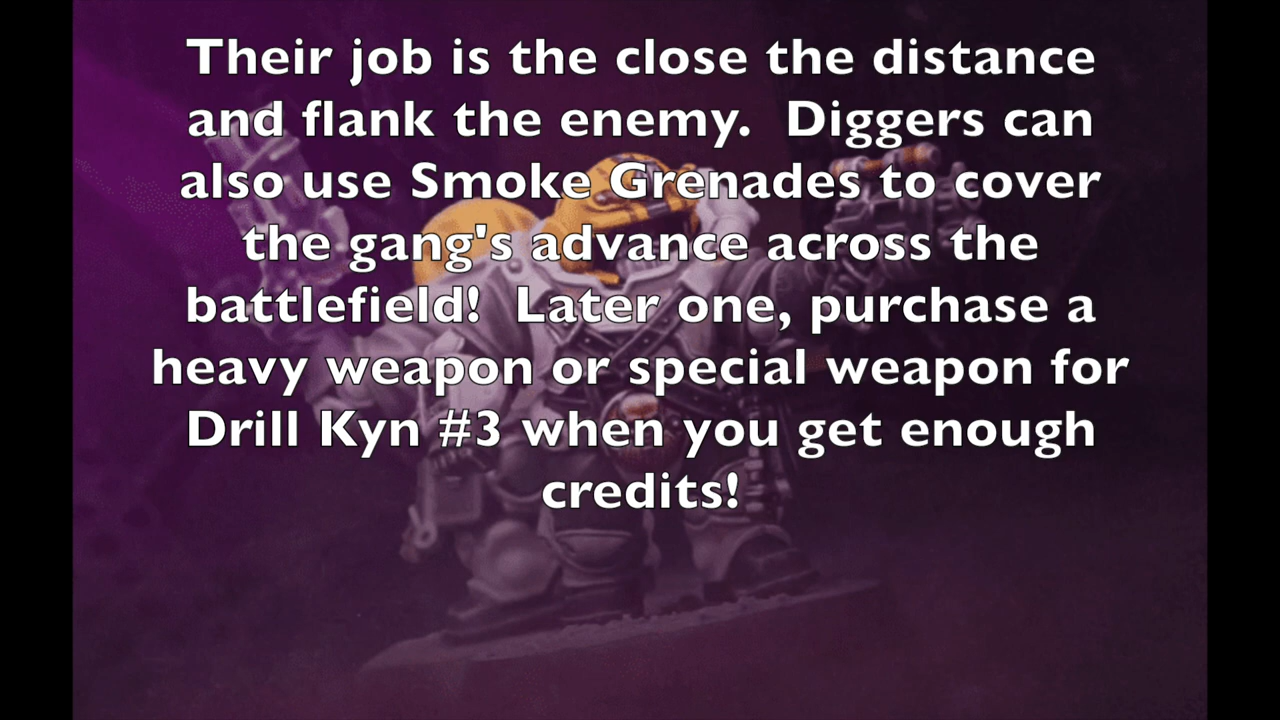 Their job is the close the distance
and flank the enemy.  Diggers can
also use Smoke Grenades to cover
the gang's advance across the
battlefield!  Later one, purchase a
heavy weapon or special weapon for
Drill Kyn #3 when you get enough
credits!